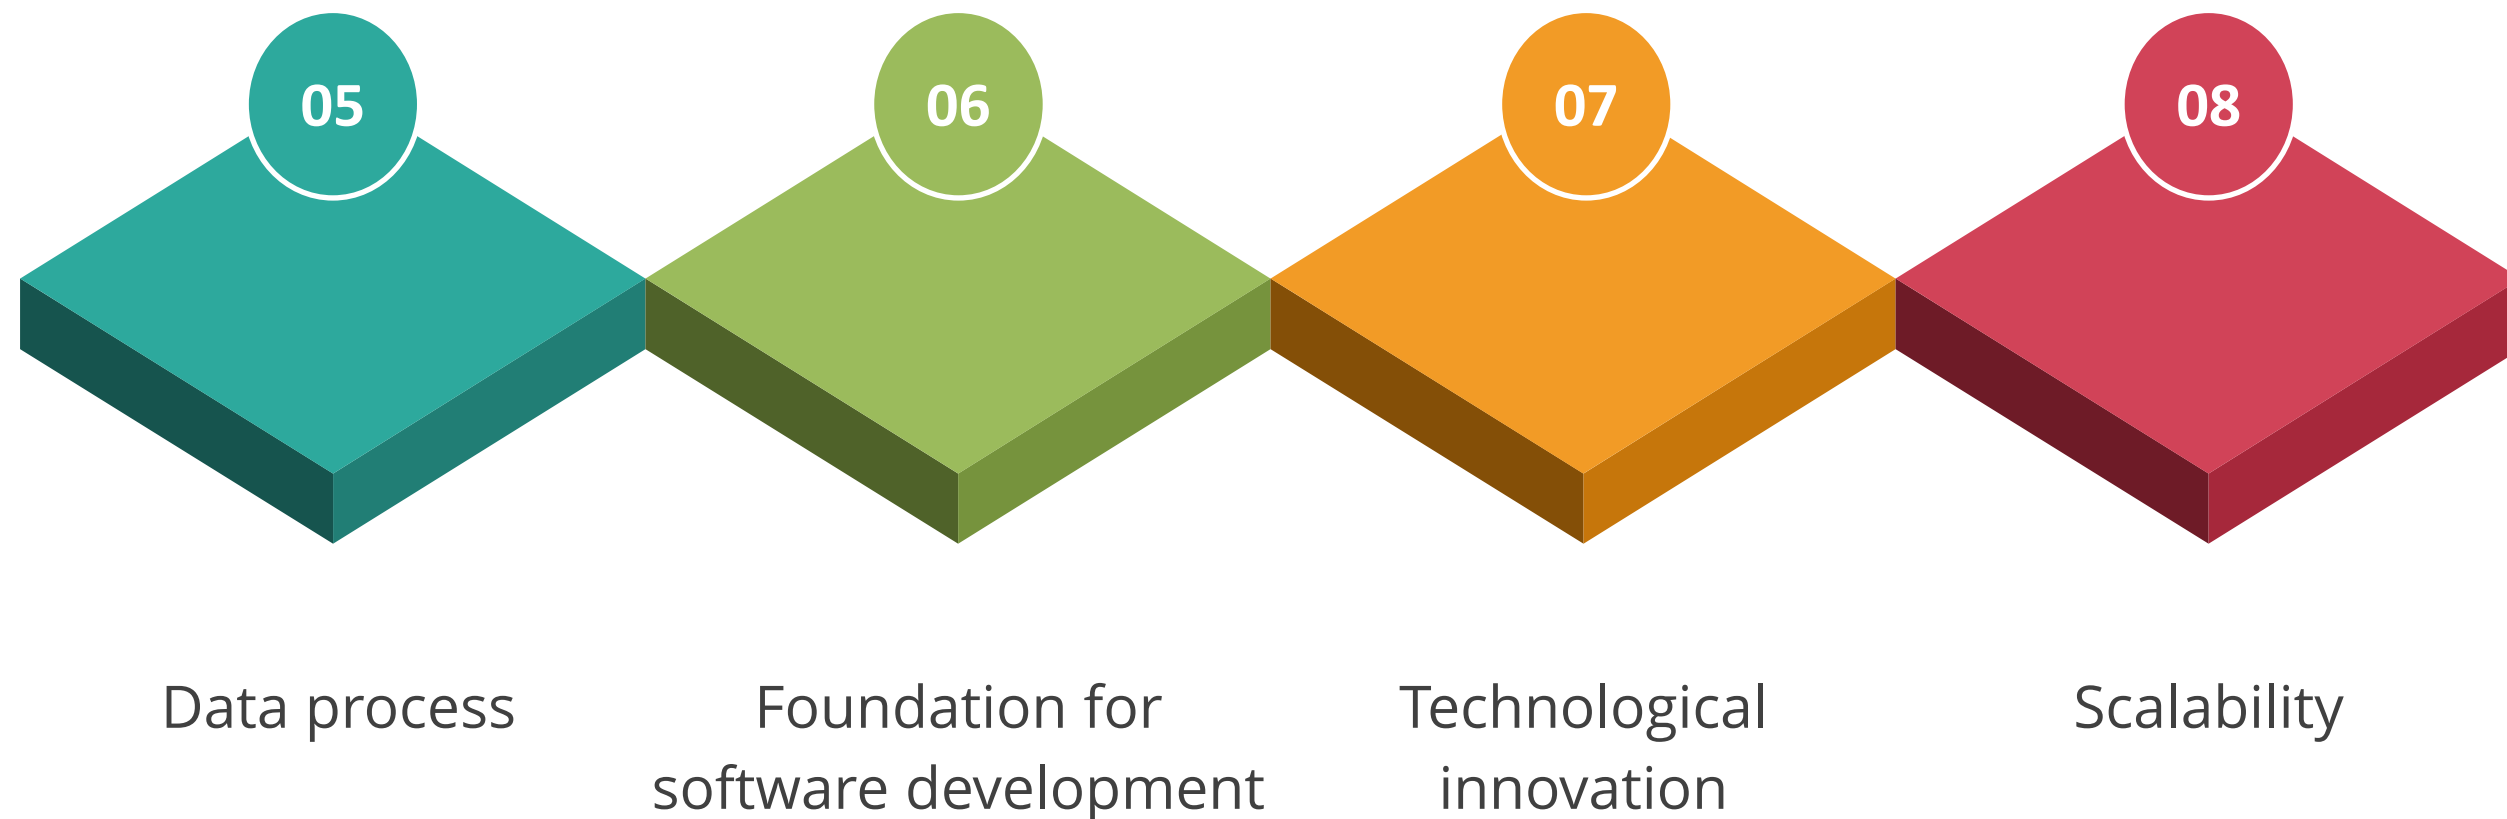 05
06
07
08
Data process
Foundation for
software development
Technological
innovation
Scalability